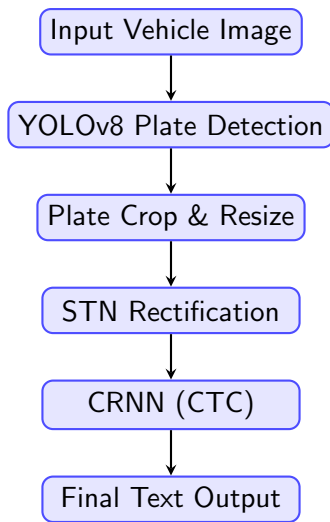 Input Vehicle Image
YOLOv8 Plate Detection
Plate Crop & Resize
STN Rectification
CRNN (CTC)
Final Text Output